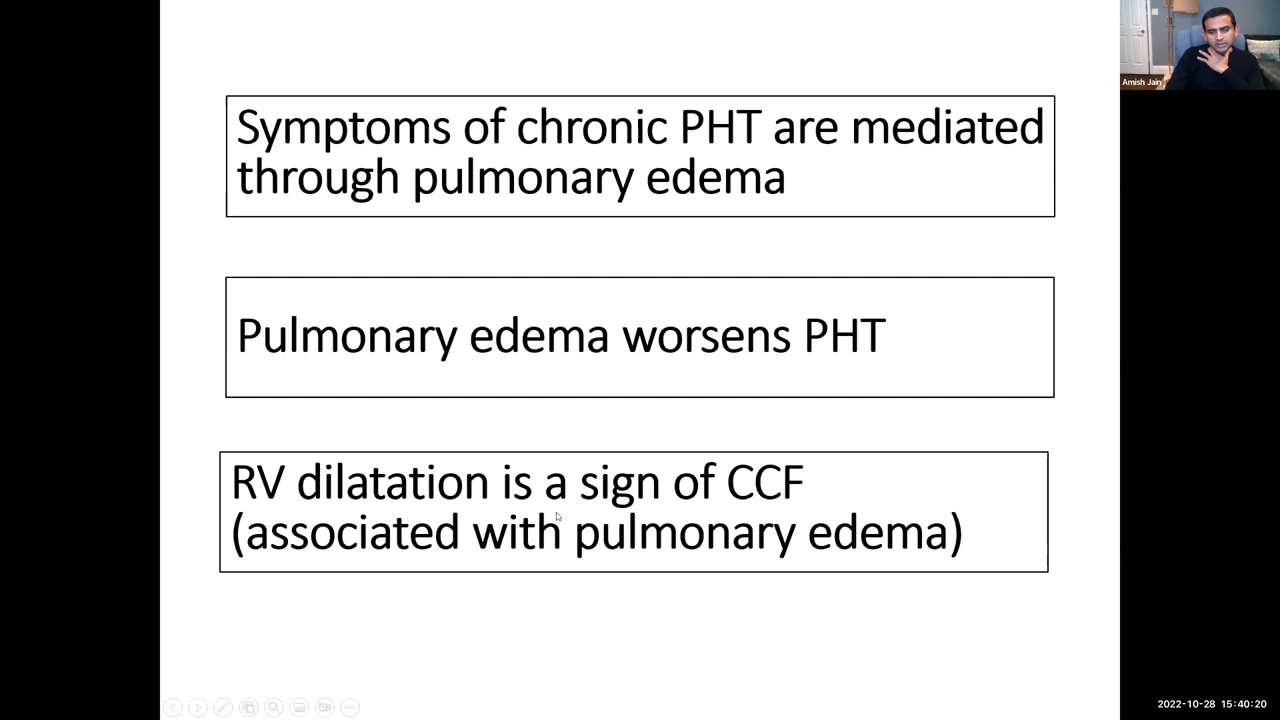 Amish Jain
Symptoms of chronic PHT are mediated
through pulmonary edema
Pulmonary edema worsens PHT
RV dilatation is a sign of CCF
(associated with pulmonary edema)
2022-10-28 15:40:20